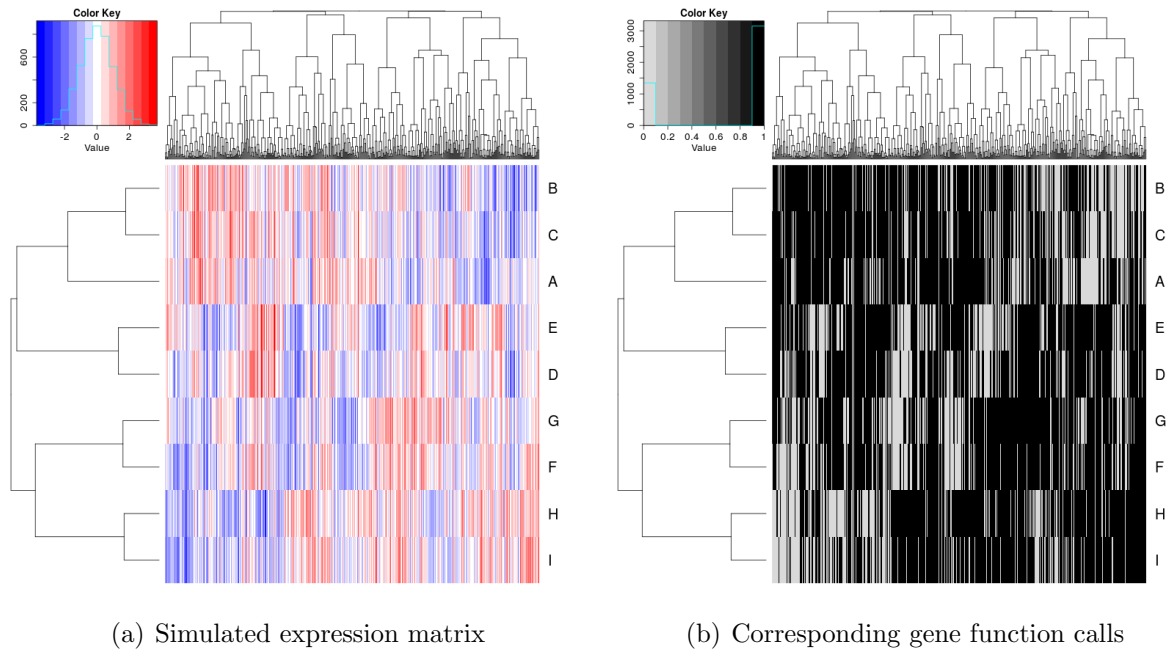 Color Key
0 200 600
-2 0 2
Value
B
C
A
E
D
G
F
H
I
(a) Simulated expression matrix
Color Key
0 1000 2000 3000
0 0.2 0.4 0.6 0.8 1
Value
B
C
A
E
D
G
F
H
I
(b) Corresponding gene function calls